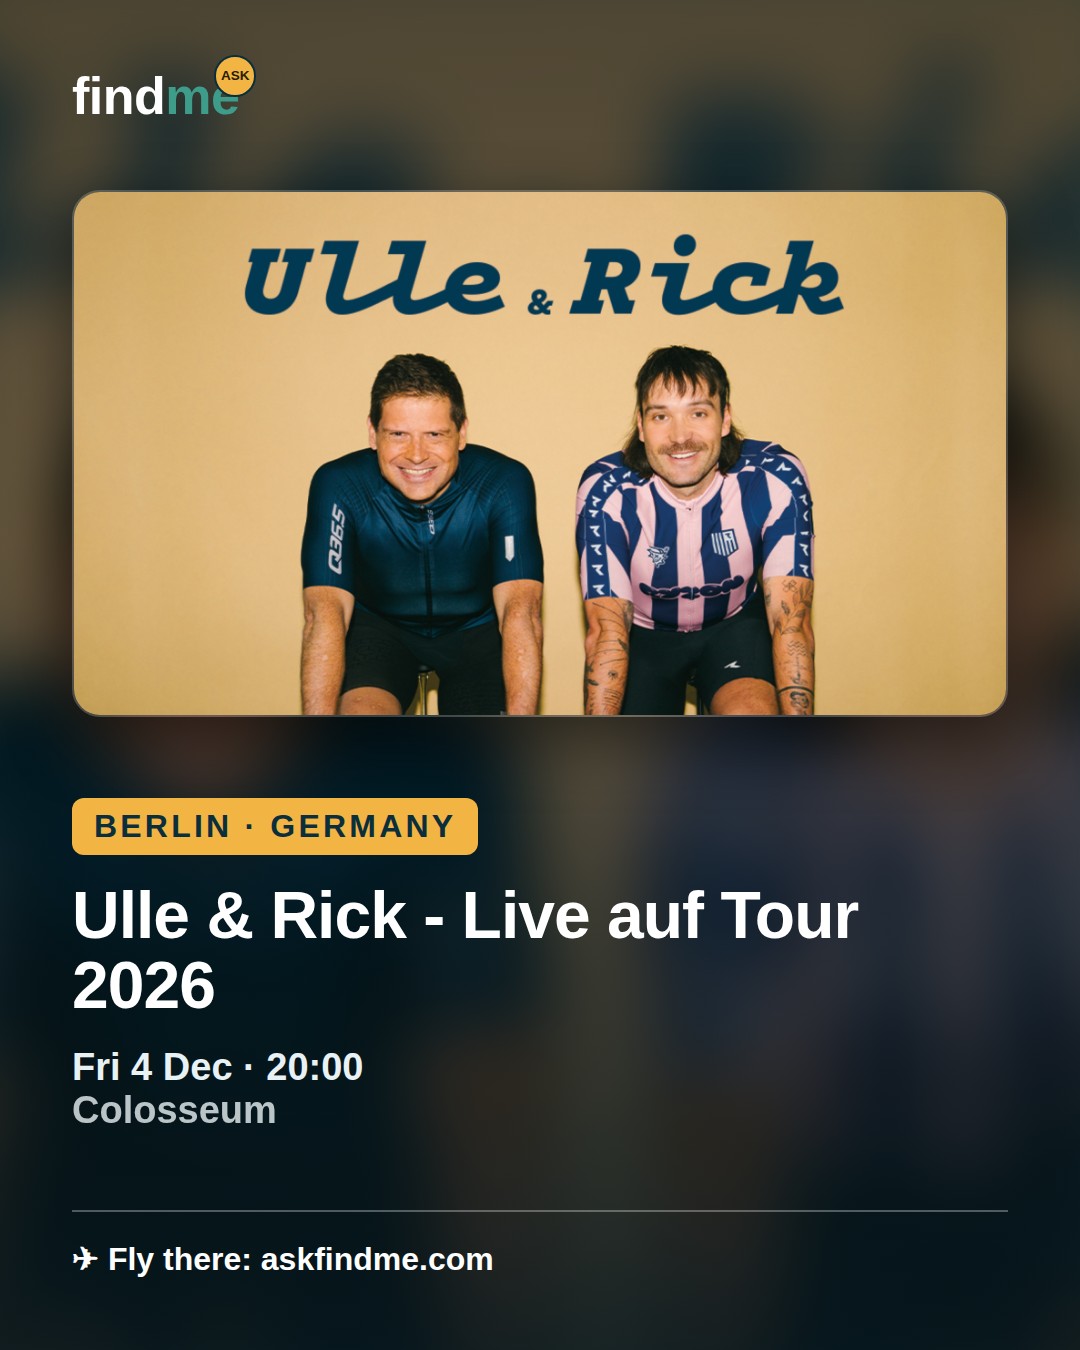 findme
ASK
Ulle & Rick
Q36.5
BERLIN · GERMANY
Ulle & Rick - Live auf Tour
2026
Fri 4 Dec · 20:00
Colosseum
✈ Fly there: askfindme.com